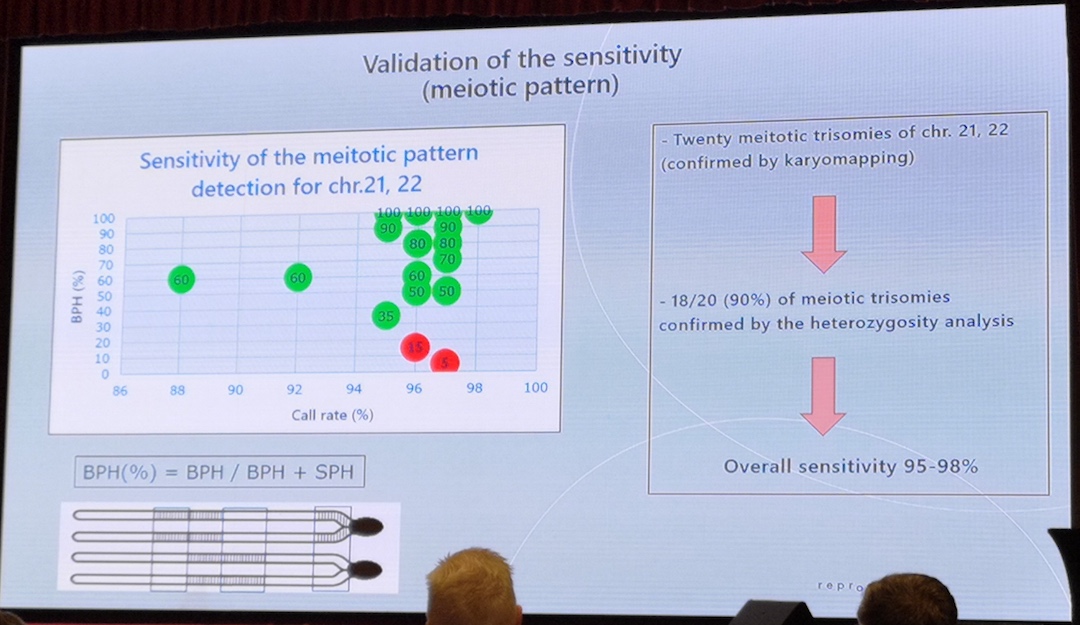 Validation of the sensitivity
(meiotic pattern)
Sensitivity of the meitotic pattern
detection for chr.21, 22
100 100 100 100
90 90
80 80
70
60 60 60
50 50
35
15
5
BPH (%)
100
90
80
70
60
50
40
30
20
10
0
86 88 90 92 94 96 98 100
Call rate (%)
BPH(%) = BPH / BPH + SPH
- Twenty meitotic trisomies of chr. 21, 22
(confirmed by karyomapping)
- 18/20 (90%) of meiotic trisomies
confirmed by the heterozygosity analysis
Overall sensitivity 95-98%